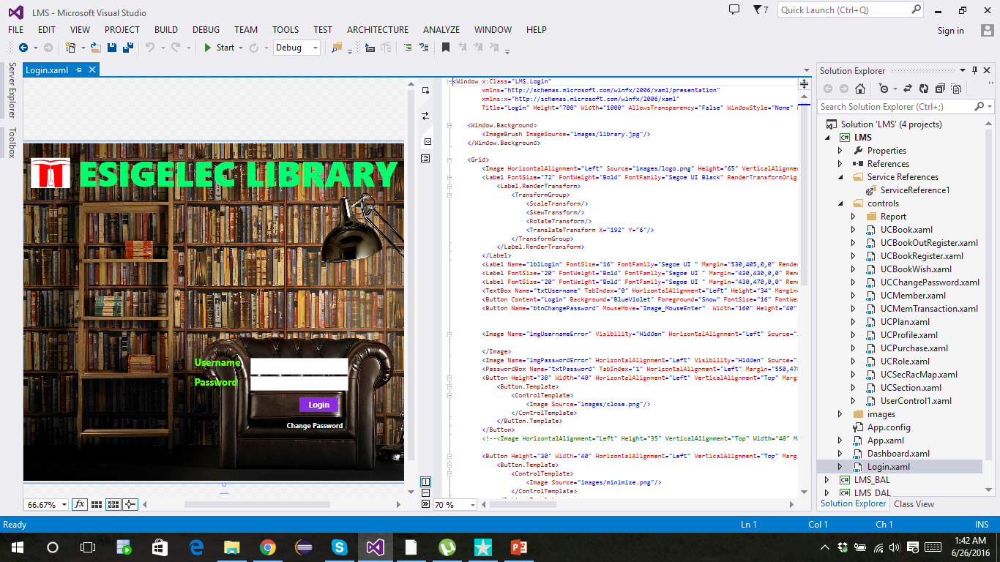 LMS - Microsoft Visual Studio
7
Quick Launch (Ctrl+Q)
FILE EDIT VIEW PROJECT BUILD DEBUG TEAM TOOLS TEST ARCHITECTURE ANALYZE WINDOW HELP
Sign in
Start
Debug
Server Explorer
Toolbox
Login.xaml
ESIGELEC LIBRARY
Username
Password
Login
Change Password
66.67%
fx
<Window x:Class="LMS.Login"
xmlns="http://schemas.microsoft.com/winfx/2006/xaml/presentation"
xmlns:x="http://schemas.microsoft.com/winfx/2006/xaml"
Title="Login" Height="700" Width="1000" AllowsTransparency="False" WindowStyle="None"
<Window.Background>
<ImageBrush ImageSource="images/library.jpg"/>
</Window.Background>
<Grid>
<Image HorizontalAlignment="Left" Source="images/logo.png" Height="65" VerticalAlignmen
<Label FontSize="72" FontWeight="Bold" FontFamily="Segoe UI Black" RenderTransformOrig
<Label.RenderTransform>
<TransformGroup>
<ScaleTransform/>
<SkewTransform/>
<RotateTransform/>
<TranslateTransform X="192" Y="6"/>
</TransformGroup>
</Label.RenderTransform>
</Label>
<Label Name="lblLogin" FontSize="16" FontFamily="Segoe UI " Margin="530,405,0,0" Render
<Label FontSize="20" FontWeight="Bold" FontFamily="Segoe UI " Margin="430,430,0,0" Ren
<Label FontSize="20" FontWeight="Bold" FontFamily="Segoe UI " Margin="430,470,0,0" Ren
<TextBox Name="txtUsername" TabIndex="0" HorizontalAlignment="Left" Height="34" Margin=
<Button Content="Login" Background="BlueViolet" Foreground="Snow" FontSize="16" FontWei
<Button Name="btnChangePassword" MouseMove="Image_MouseEnter" Width="160" Height="40"
<Image Name="imgUsernameError" Visibility="Hidden" HorizontalAlignment="Left" Source="
</Image>
<Image Name="imgPasswordError" HorizontalAlignment="Left" Visibility="Hidden" Source="
<PasswordBox Name="txtPassword" TabIndex="1" HorizontalAlignment="Left" Margin="550,478
<Button Height="30" Width="40" HorizontalAlignment="Left" VerticalAlignment="Top" Marg
<Button.Template>
<ControlTemplate>
<Image Source="images/close.png"/>
</ControlTemplate>
</Button.Template>
</Button>
<!--<Image HorizontalAlignment="Left" Height="35" VerticalAlignment="Top" Width="40" M
<Button Height="30" Width="40" HorizontalAlignment="Left" VerticalAlignment="Top" Marg
<Button.Template>
<ControlTemplate>
<Image Source="images/minimize.png"/>
</ControlTemplate>
70 %
Solution Explorer
Search Solution Explorer (Ctrl+;)
Solution 'LMS' (4 projects)
C# LMS
Properties
References
Service References
ServiceReference1
controls
Report
UCBook.xaml
UCBookOutRegister.xaml
UCBookRegister.xaml
UCBookWish.xaml
UCChangePassword.xaml
UCMember.xaml
UCMemTransaction.xaml
UCPlan.xaml
UCProfile.xaml
UCPurchase.xaml
UCRole.xaml
UCSecRacMap.xaml
UCSection.xaml
UserControl1.xaml
images
App.config
App.xaml
Dashboard.xaml
Login.xaml
C# LMS_BAL
C# LMS_DAL
Solution Explorer Class View
Ready
Ln 1 Col 1 Ch 1 INS
1:42 AM
6/26/2016